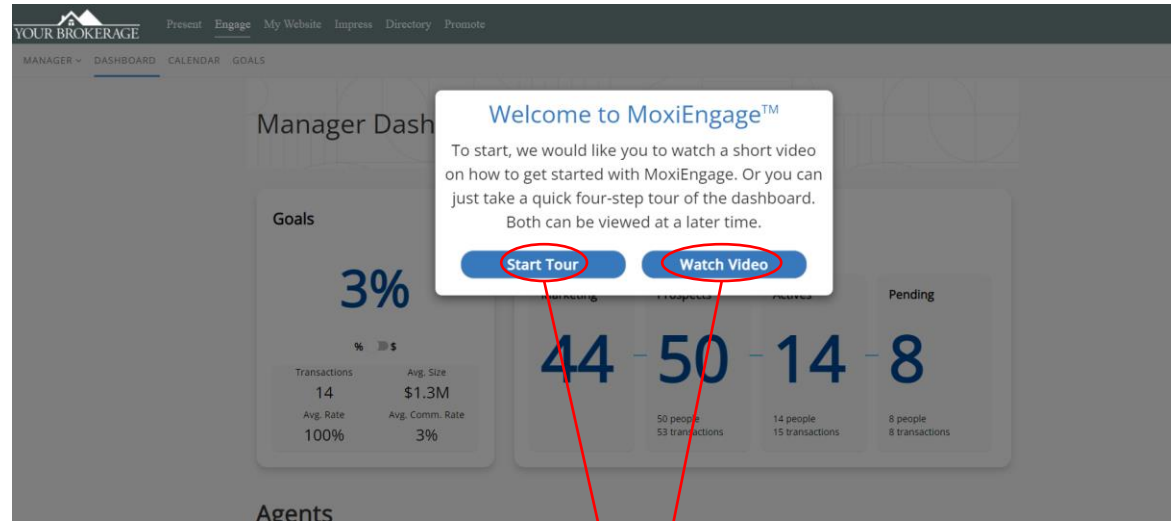 YOUR BROKERAGE
Present Engage My Website Impress Directory Promote
MANAGER DASHBOARD CALENDAR GOALS
Manager Dash
Welcome to MoxiEngage™
To start, we would like you to watch a short video
on how to get started with MoxiEngage. Or you can
just take a quick four-step tour of the dashboard.
Both can be viewed at a later time.
Start Tour Watch Video
Goals
3%
% $
Transactions Avg. Size
14 $1.3M
Avg. Rate Avg. Comm. Rate
100% 3%
Marketing Prospects Actives Pending
44 50 14 8
50 people 14 people 8 people
53 transactions 15 transactions 8 transactions
Agents